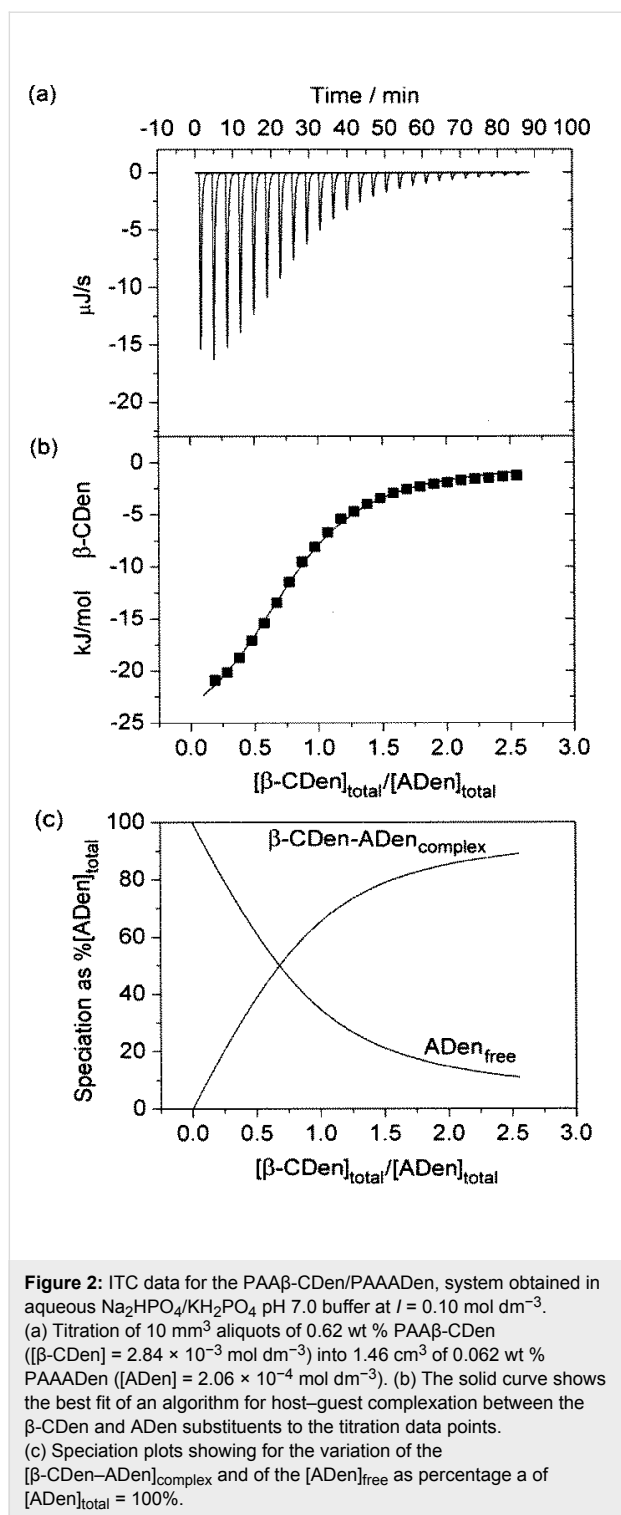 (a)
Time / min
-10 0 10 20 30 40 50 60 70 80 90 100
0
-5
-10
-15
-20
μJ/s
(b)
0
-5
-10
-15
-20
-25
kJ/mol β-CDen
0.0 0.5 1.0 1.5 2.0 2.5 3.0
[β-CDen]total/[ADen]total
(c)
100
80
60
40
20
0
Speciation as %[ADen]total
β-CDen-ADencomplex
ADenfree
0.0 0.5 1.0 1.5 2.0 2.5 3.0
[β-CDen]total/[ADen]total
Figure 2: ITC data for the PAAβ-CDen/PAAADen, system obtained in
aqueous Na2HPO4/KH2PO4 pH 7.0 buffer at I = 0.10 mol dm−3.
(a) Titration of 10 mm3 aliquots of 0.62 wt % PAAβ-CDen
([β-CDen] = 2.84 × 10−3 mol dm−3) into 1.46 cm3 of 0.062 wt %
PAAADen ([ADen] = 2.06 × 10−4 mol dm−3). (b) The solid curve shows
the best fit of an algorithm for host–guest complexation between the
β-CDen and ADen substituents to the titration data points.
(c) Speciation plots showing for the variation of the
[β-CDen–ADen]complex and of the [ADen]free as percentage a of
[ADen]total = 100%.